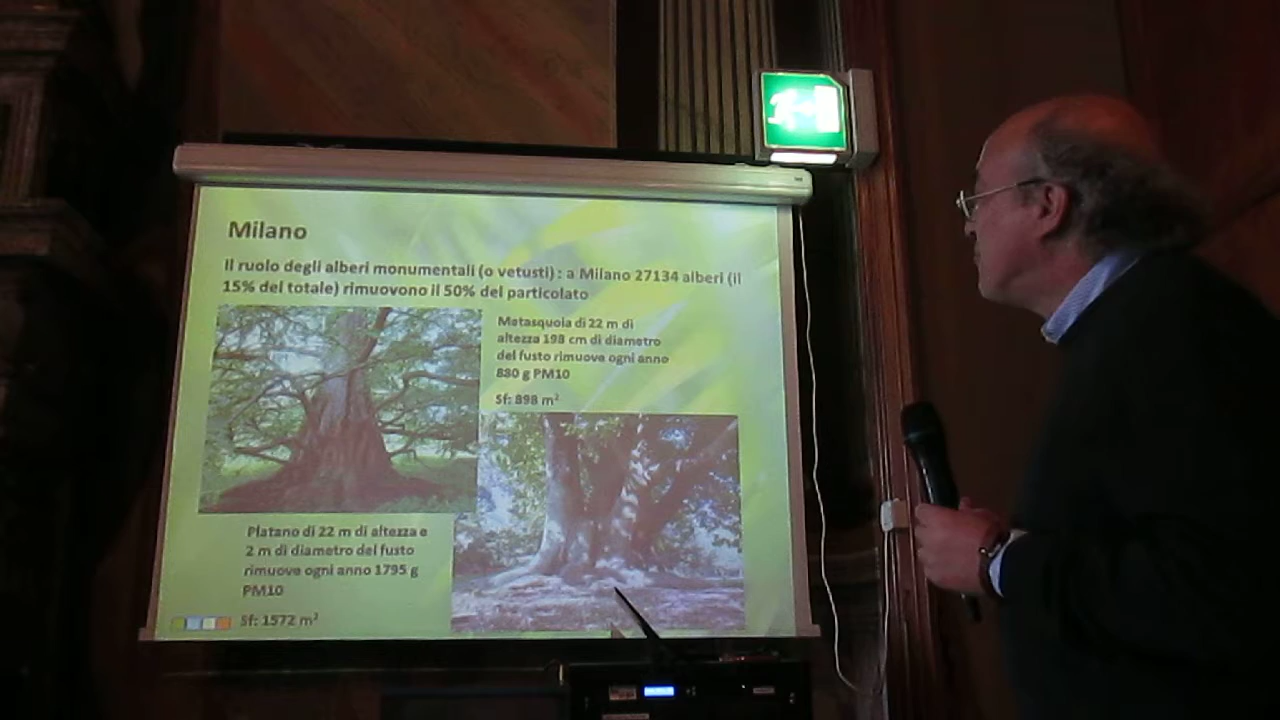 Milano
Il ruolo degli alberi monumentali (o vetusti) : a Milano 27134 alberi (il
15% del totale) rimuovono il 50% del particolato
Metasquoia di 22 m di
altezza 198 cm di diametro
del fusto rimuove ogni anno
880 g PM10
Sf: 898 m²
Platano di 22 m di altezza e
2 m di diametro del fusto
rimuove ogni anno 1795 g
PM10
Sf: 1572 m²